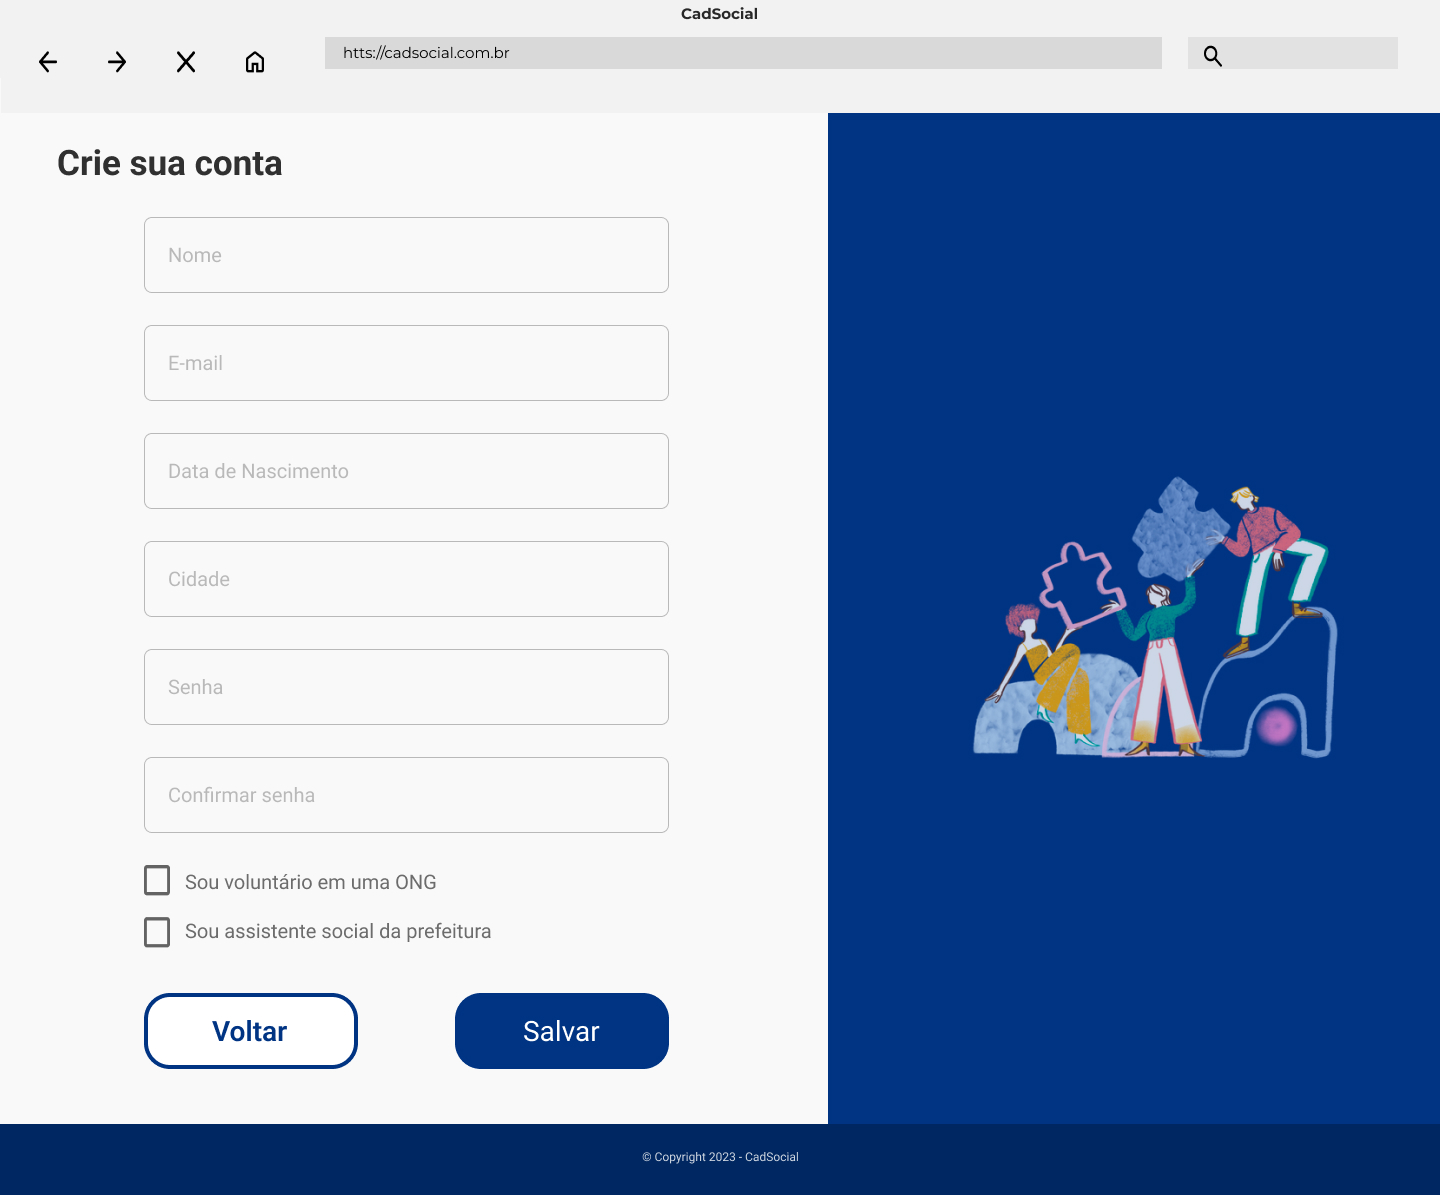 CadSocial
htts://cadsocial.com.br
Crie sua conta
Nome
E-mail
Data de Nascimento
Cidade
Senha
Confirmar senha
Sou voluntário em uma ONG
Sou assistente social da prefeitura
Voltar
Salvar
© Copyright 2023 - CadSocial